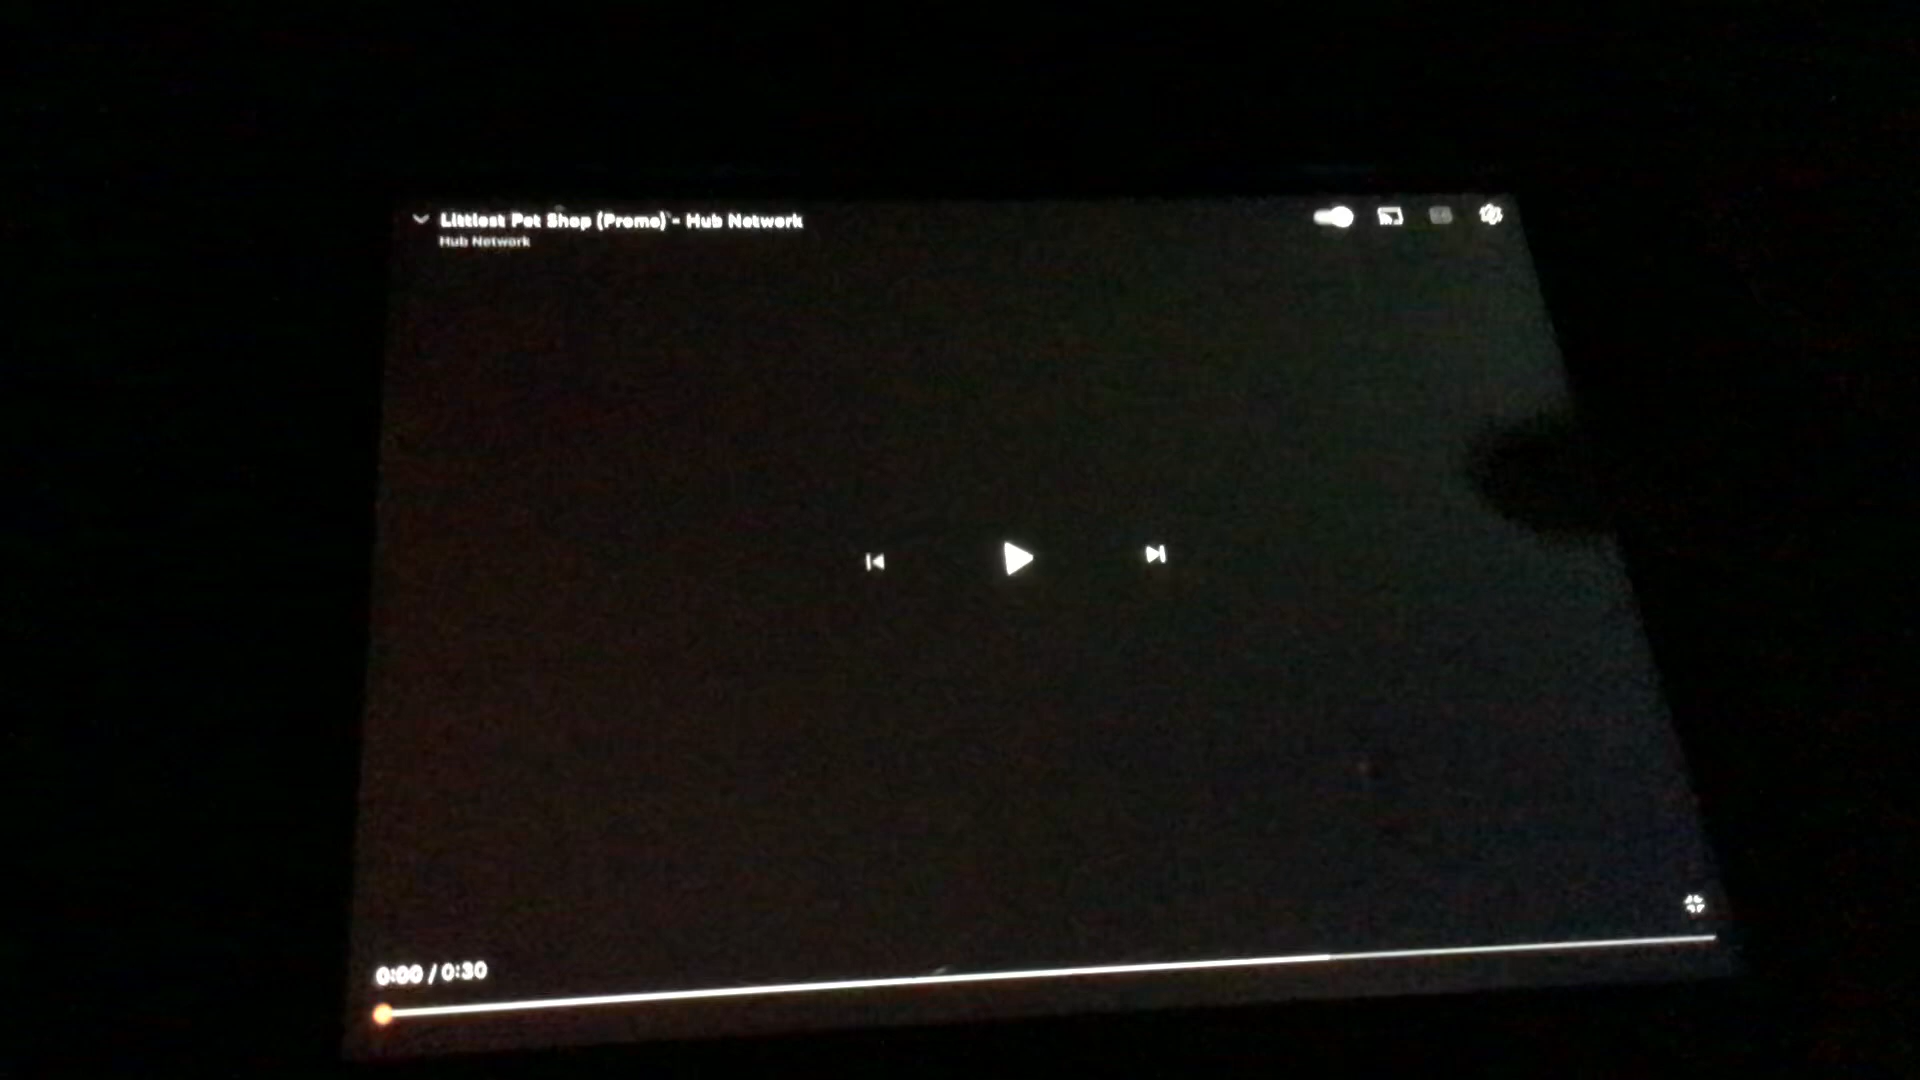 Littlest Pet Shop (Promo) - Hub Network
Hub Network
0:00 / 0:30